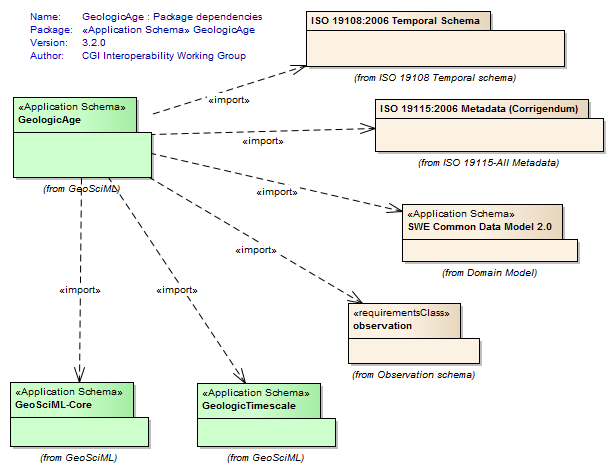 Name: GeologicAge : Package dependencies
Package: «Application Schema» GeologicAge
Version: 3.2.0
Author: CGI Interoperability Working Group
ISO 19108:2006 Temporal Schema
(from ISO 19108 Temporal schema)
«import»
«Application Schema»
GeologicAge
(from GeoSciML)
ISO 19115:2006 Metadata (Corrigendum)
(from ISO 19115-All Metadata)
«import»
«import»
«Application Schema»
SWE Common Data Model 2.0
(from Domain Model)
«import»
«import»
«import»
«requirementsClass»
observation
(from Observation schema)
«Application Schema»
GeoSciML-Core
(from GeoSciML)
«Application Schema»
GeologicTimescale
(from GeoSciML)